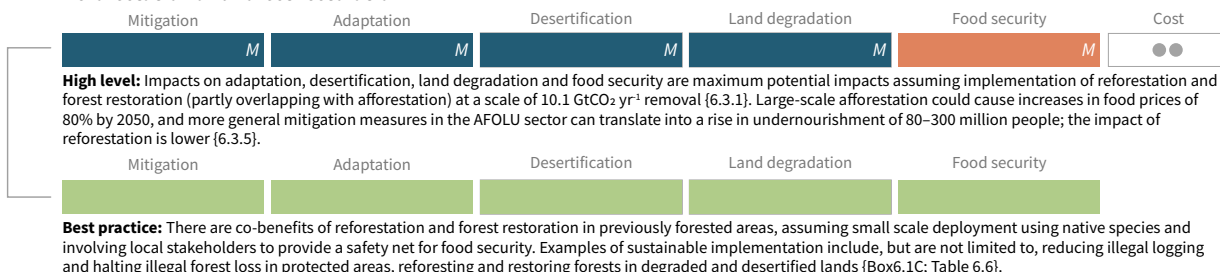 Mitigation Adaptation Desertification Land degradation Food security Cost
M M M M M
High level: Impacts on adaptation, desertification, land degradation and food security are maximum potential impacts assuming implementation of reforestation and
forest restoration (partly overlapping with afforestation) at a scale of 10.1 GtCO₂ yr⁻¹ removal {6.3.1}. Large-scale afforestation could cause increases in food prices of
80% by 2050, and more general mitigation measures in the AFOLU sector can translate into a rise in undernourishment of 80–300 million people; the impact of
reforestation is lower {6.3.5}.
Mitigation Adaptation Desertification Land degradation Food security
Best practice: There are co-benefits of reforestation and forest restoration in previously forested areas, assuming small scale deployment using native species and
involving local stakeholders to provide a safety net for food security. Examples of sustainable implementation include, but are not limited to, reducing illegal logging
and halting illegal forest loss in protected areas, reforesting and restoring forests in degraded and desertified lands {Box6.1C; Table 6.6}.